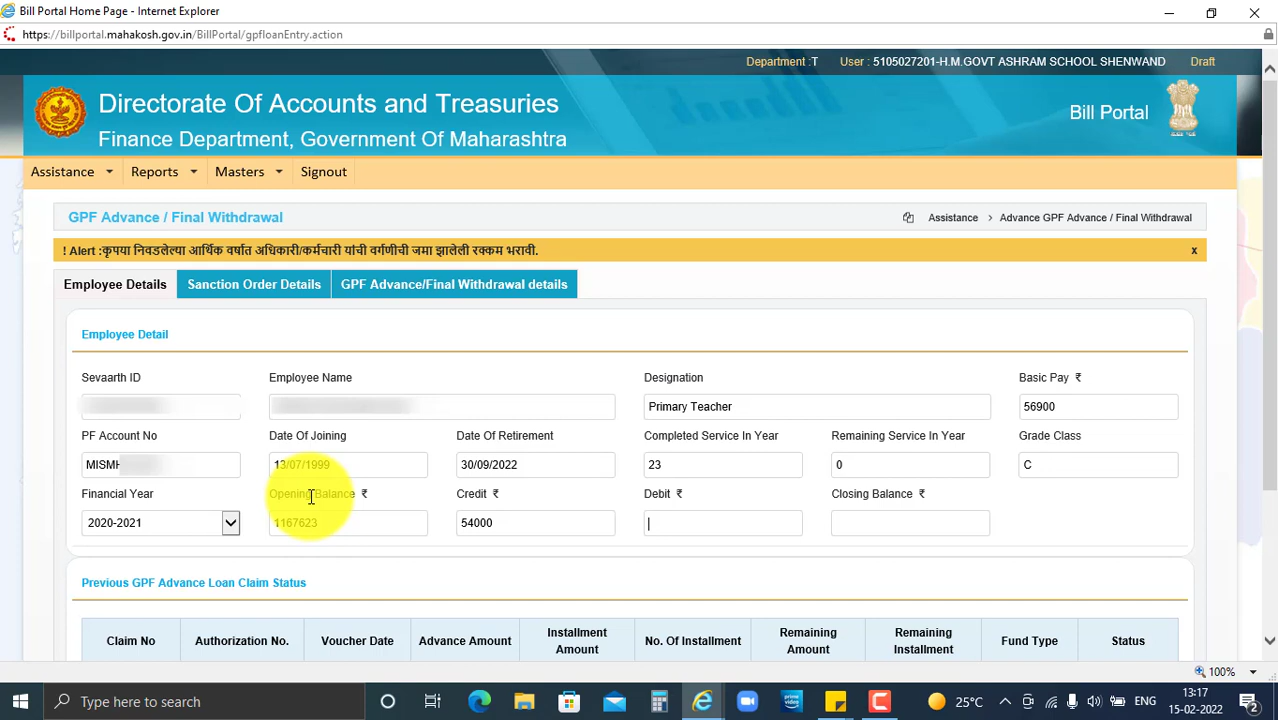 Bill Portal Home Page - Internet Explorer
https://billportal.mahakosh.gov.in/BillPortal/gpfloanEntry.action
Department :T User : 5105027201-H.M.GOVT ASHRAM SCHOOL SHENWAND Draft
Directorate Of Accounts and Treasuries
Finance Department, Government Of Maharashtra
Bill Portal
Assistance Reports Masters Signout
GPF Advance / Final Withdrawal
Assistance > Advance GPF Advance / Final Withdrawal
! Alert :कृपया निवडलेल्या आर्थिक वर्षात अधिकारी/कर्मचारी यांची वर्गणीची जमा झालेली रक्कम भरावी. x
Employee Details Sanction Order Details GPF Advance/Final Withdrawal details
Employee Detail
Sevaarth ID Employee Name Designation Basic Pay ₹
Primary Teacher 56900
PF Account No Date Of Joining Date Of Retirement Completed Service In Year Remaining Service In Year Grade Class
MISMH 13/07/1999 30/09/2022 23 0 C
Financial Year Opening Balance ₹ Credit ₹ Debit ₹ Closing Balance ₹
2020-2021 1167623 54000
Previous GPF Advance Loan Claim Status
Claim No Authorization No. Voucher Date Advance Amount Installment Amount No. Of Installment Remaining Amount Remaining Installment Fund Type Status
100%
Type here to search
25°C ENG 13:17
15-02-2022
2